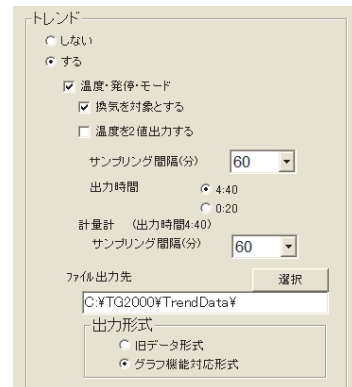 トレンド
しない
する
温度・発停・モード
換気を対象とする
温度を2値出力する
サンプリング間隔(分) 60
出力時間 4:40
0:20
計量計 (出力時間4:40)
サンプリング間隔(分) 60
ファイル出力先 選択
C:¥TG2000¥TrendData¥
出力形式
旧データ形式
グラフ機能対応形式